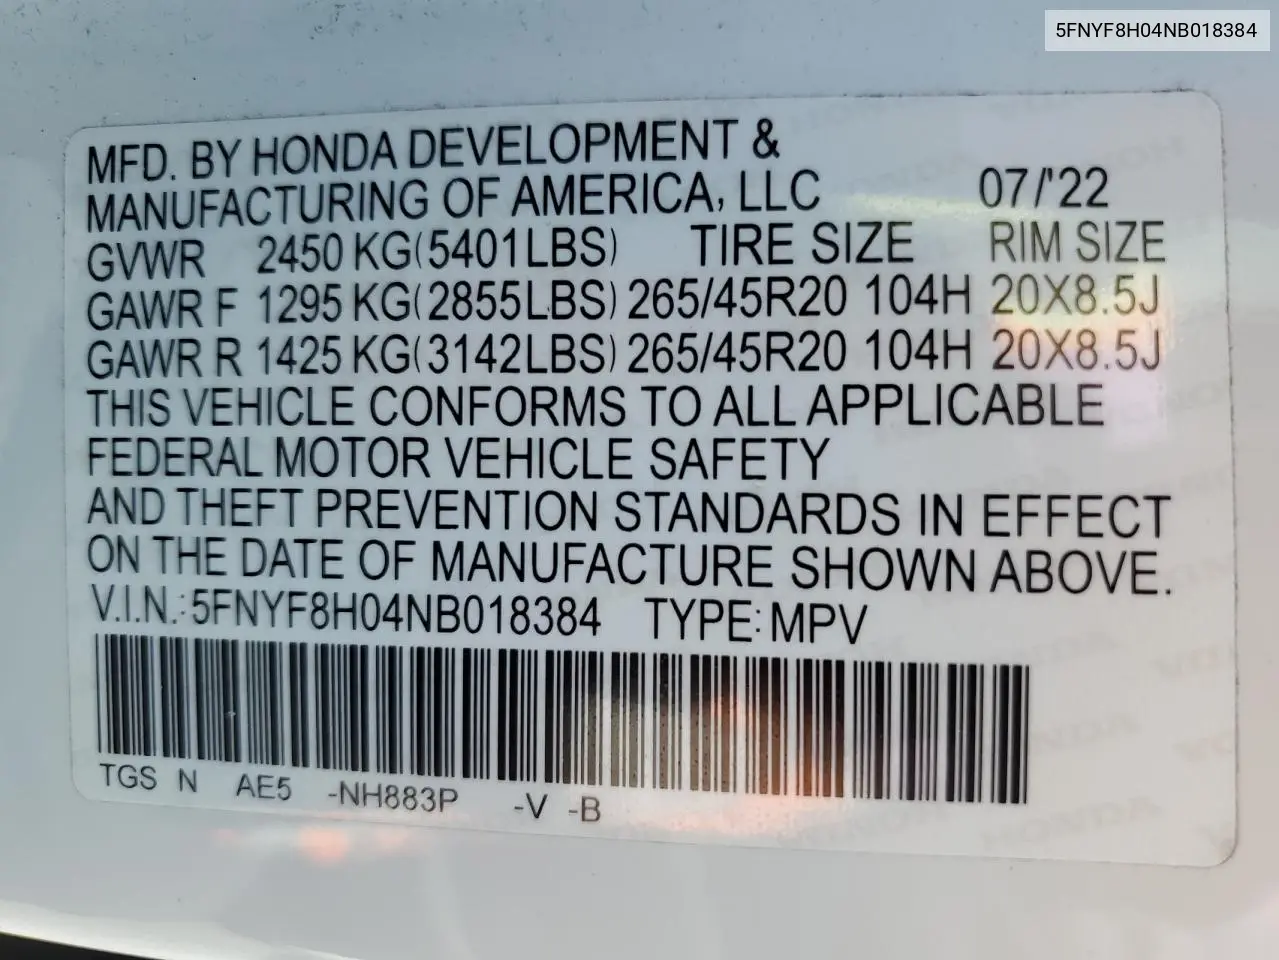 5FNYF8H04NB018384
MFD. BY HONDA DEVELOPMENT &
MANUFACTURING OF AMERICA, LLC 07/'22
GVWR 2450 KG(5401LBS) TIRE SIZE RIM SIZE
GAWR F 1295 KG(2855LBS) 265/45R20 104H 20X8.5J
GAWR R 1425 KG(3142LBS) 265/45R20 104H 20X8.5J
THIS VEHICLE CONFORMS TO ALL APPLICABLE
FEDERAL MOTOR VEHICLE SAFETY
AND THEFT PREVENTION STANDARDS IN EFFECT
ON THE DATE OF MANUFACTURE SHOWN ABOVE.
V.I.N.:5FNYF8H04NB018384 TYPE:MPV
TGS N AE5 -NH883P -V -B